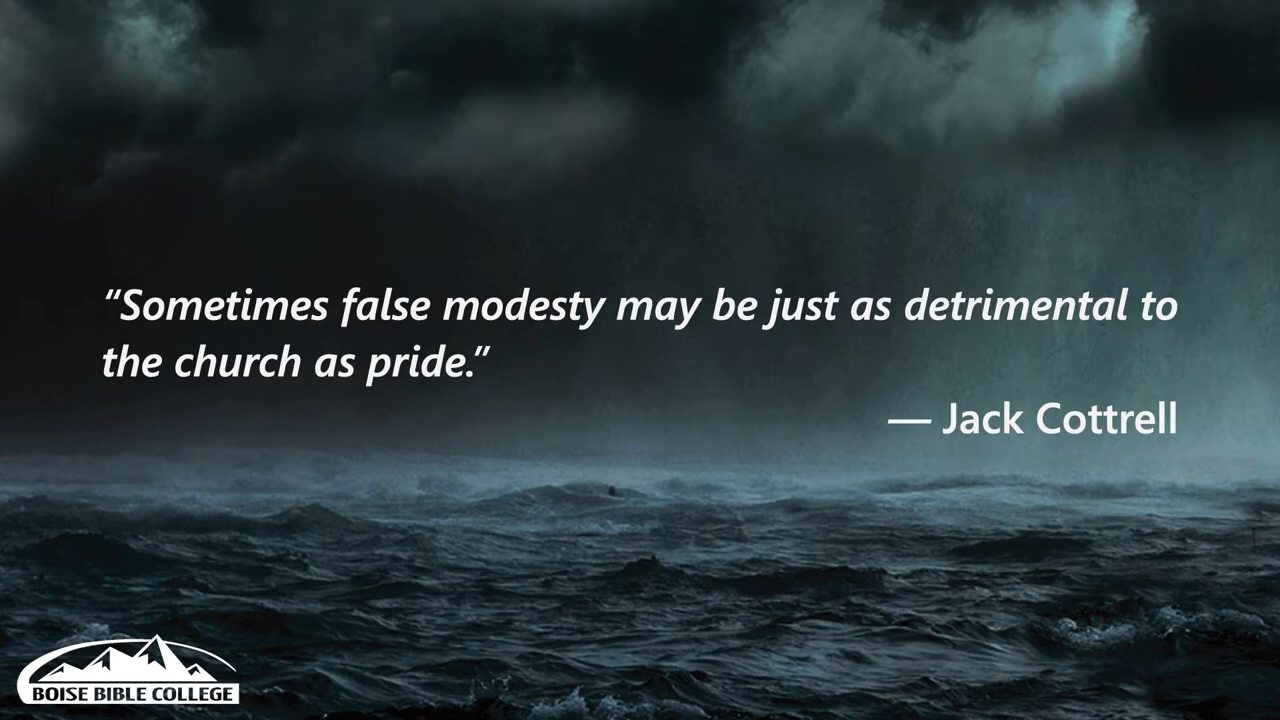 “Sometimes false modesty may be just as detrimental to
the church as pride.”
— Jack Cottrell
BOISE BIBLE COLLEGE